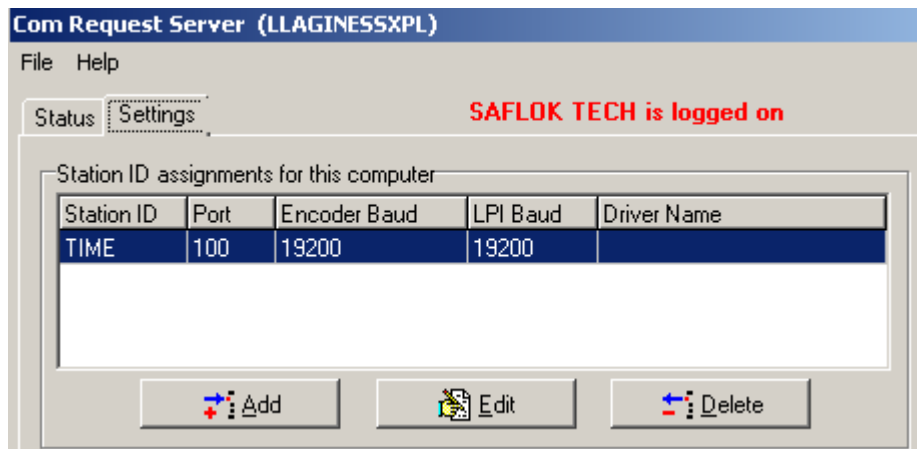 Com Request Server (LLAGINESSXPL)
File Help
Status Settings SAFLOK TECH is logged on
Station ID assignments for this computer
Station ID Port Encoder Baud LPI Baud Driver Name
TIME 100 19200 19200
Add Edit Delete